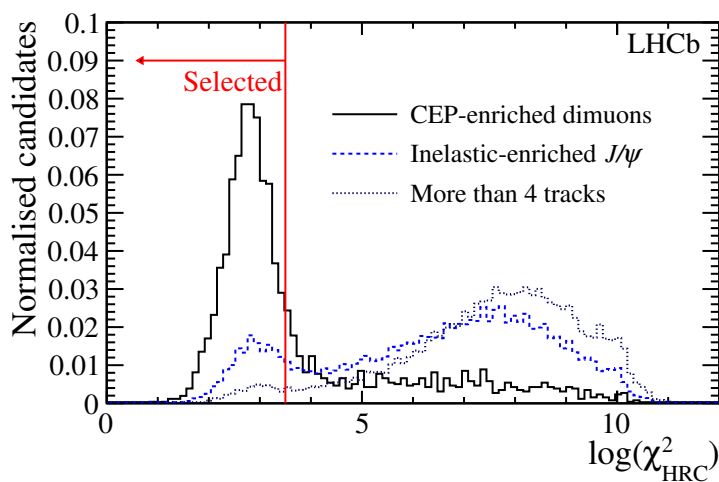 0.1
LHCb
0.09
Selected
0.08
CEP-enriched dimuons
0.07
Inelastic-enriched J/ψ
0.06
More than 4 tracks
0.05
0.04
0.03
0.02
0.01
0
0 5 10
Normalised candidates
log(χ²_HRC)